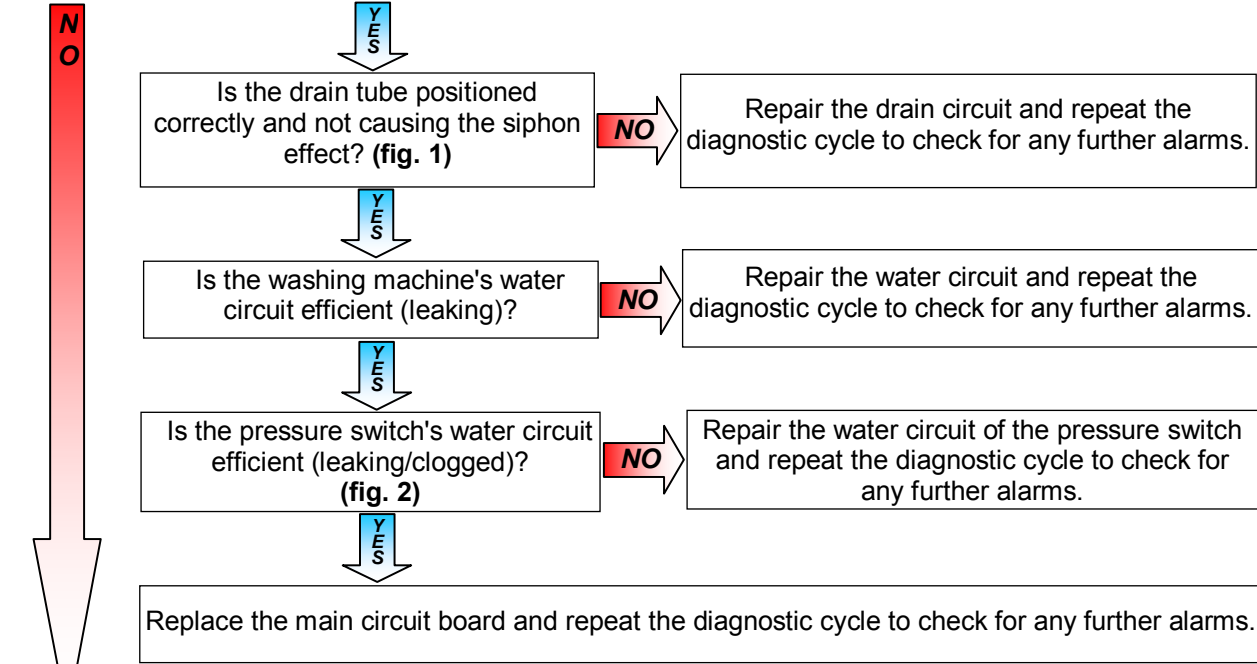 NO
YES
Is the drain tube positioned
correctly and not causing the siphon
effect? (fig. 1)
NO
Repair the drain circuit and repeat the
diagnostic cycle to check for any further alarms.
YES
Is the washing machine's water
circuit efficient (leaking)?
NO
Repair the water circuit and repeat the
diagnostic cycle to check for any further alarms.
YES
Is the pressure switch's water circuit
efficient (leaking/clogged)?
(fig. 2)
NO
Repair the water circuit of the pressure switch
and repeat the diagnostic cycle to check for
any further alarms.
YES
Replace the main circuit board and repeat the diagnostic cycle to check for any further alarms.